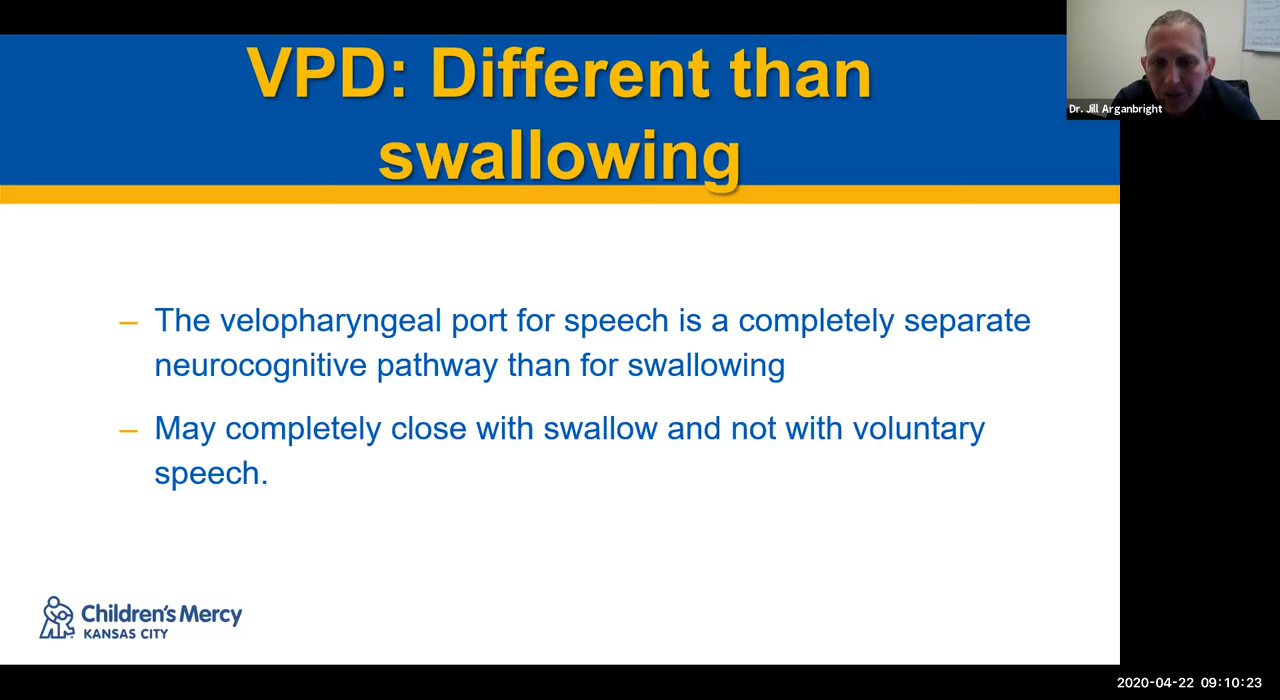 VPD: Different than
swallowing
Dr. Jill Arganbright
– The velopharyngeal port for speech is a completely separate
neurocognitive pathway than for swallowing
– May completely close with swallow and not with voluntary
speech.
Children's Mercy
KANSAS CITY
2020-04-22 09:10:23